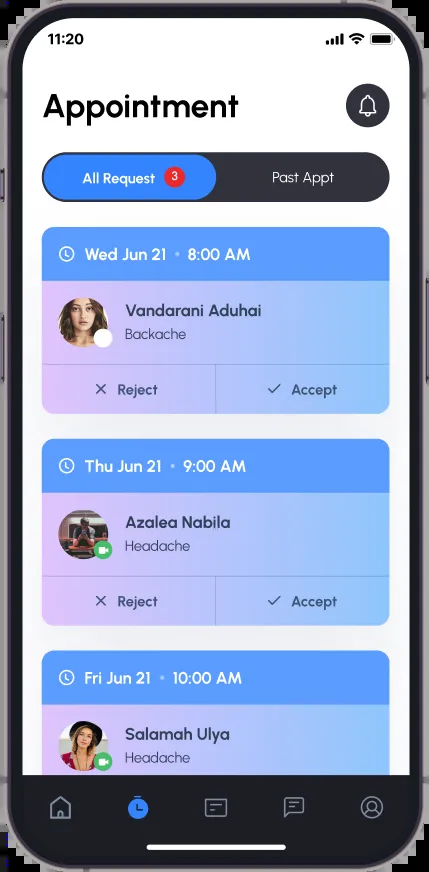 11:20
Appointment
All Request 3 Past Appt
Wed Jun 21 • 8:00 AM
Vandarani Aduhai
Backache
Reject Accept
Thu Jun 21 • 9:00 AM
Azalea Nabila
Headache
Reject Accept
Fri Jun 21 • 10:00 AM
Salamah Ulya
Headache